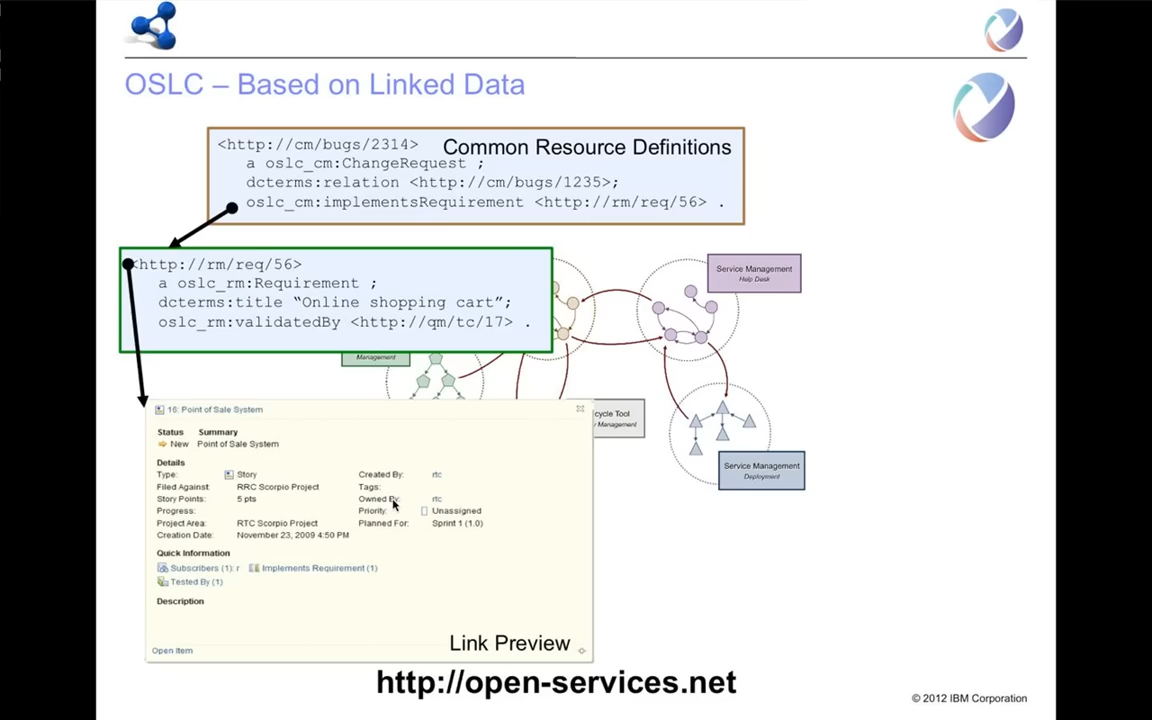 OSLC – Based on Linked Data
<http://cm/bugs/2314>
Common Resource Definitions
a oslc_cm:ChangeRequest ;
dcterms:relation <http://cm/bugs/1235>;
oslc_cm:implementsRequirement <http://rm/req/56> .
<http://rm/req/56>
a oslc_rm:Requirement ;
dcterms:title “Online shopping cart”;
oslc_rm:validatedBy <http://qm/tc/17> .
Service Management
Help Desk
Management
cycle Tool
Management
Service Management
Deployment
16: Point of Sale System
Status Summary
New Point of Sale System
Details
Type: Story Created By: rtc
Filed Against: RRC Scorpio Project Tags:
Story Points: 5 pts Owned By: rtc
Progress: Priority: Unassigned
Project Area: RTC Scorpio Project Planned For: Sprint 1 (1.0)
Creation Date: November 23, 2009 4:50 PM
Quick Information
Subscribers (1): r Implements Requirement (1)
Tested By (1)
Description
Link Preview
Open Item
http://open-services.net
© 2012 IBM Corporation